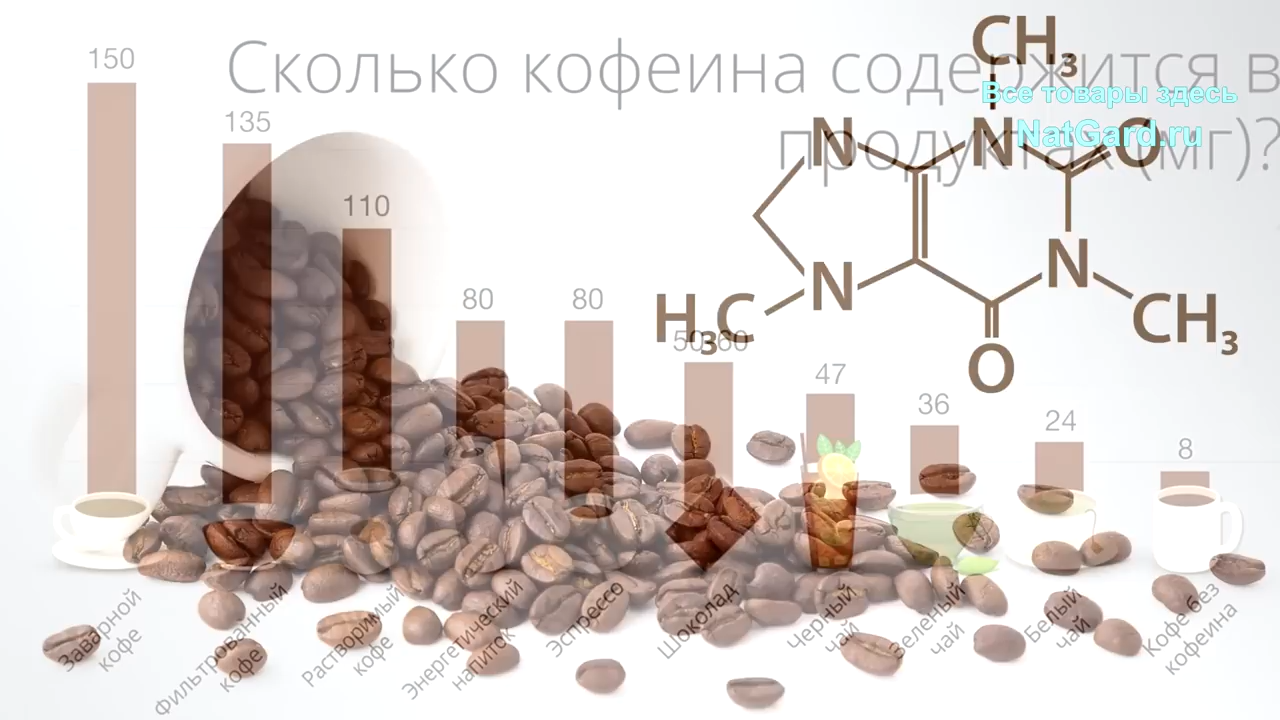 Сколько кофеина содержится в
продуктах (мг)?
Все товары здесь
NatGard.ru
CH3
N
N
O
N
N
H3C
CH3
O
150
135
110
80
80
50-60
47
36
24
8
Заварной
кофе
Фильтрованный
кофе
Растворимый
кофе
Энергетический
напиток
Эспрессо
Шоколад
Черный
чай
Зеленый
чай
Белый
чай
Кофе без
кофеина